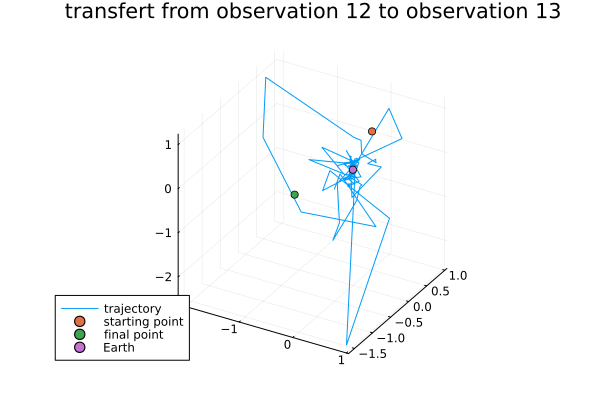 transfert from observation 12 to observation 13
1
0
−1
−2
−1
0
1
1.0
0.5
0.0
−0.5
−1.0
−1.5
trajectory
starting point
final point
Earth